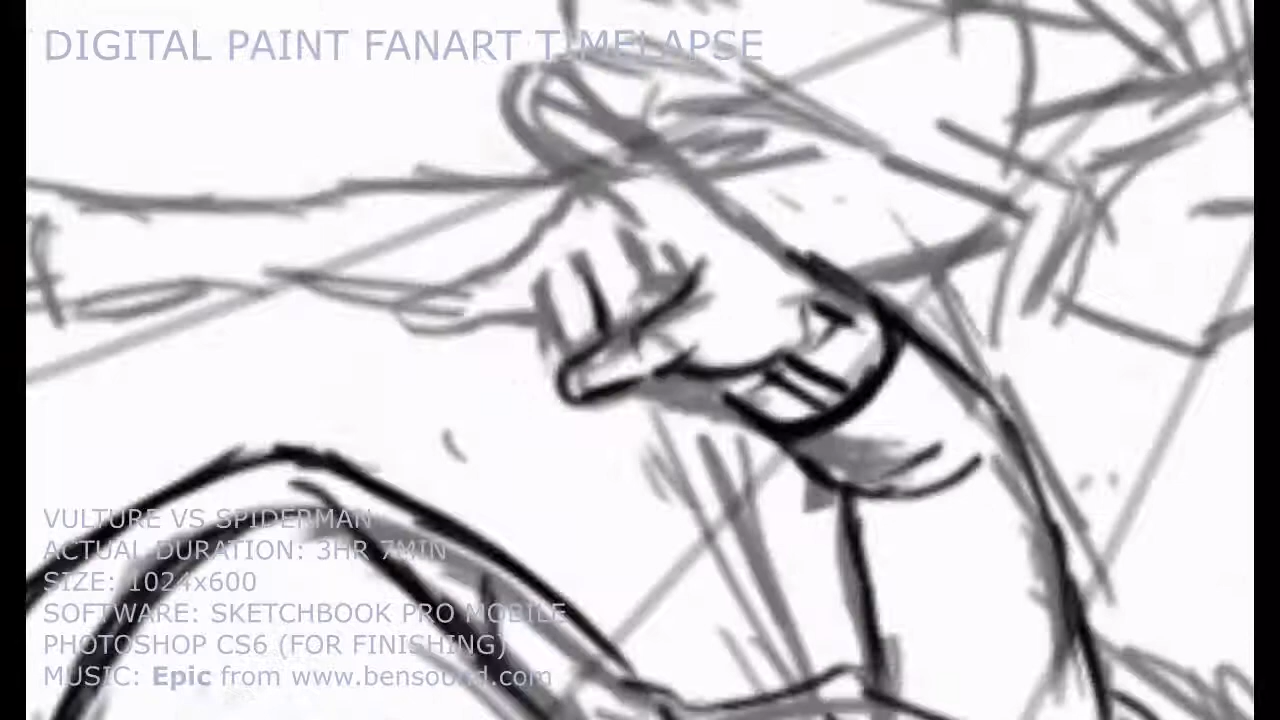 DIGITAL PAINT FANART TIMELAPSE
VULTURE VS SPIDERMAN
ACTUAL DURATION: 3HR 7MIN
SIZE: 1024x600
SOFTWARE: SKETCHBOOK PRO MOBILE
PHOTOSHOP CS6 (FOR FINISHING)
MUSIC: Epic from www.bensound.com